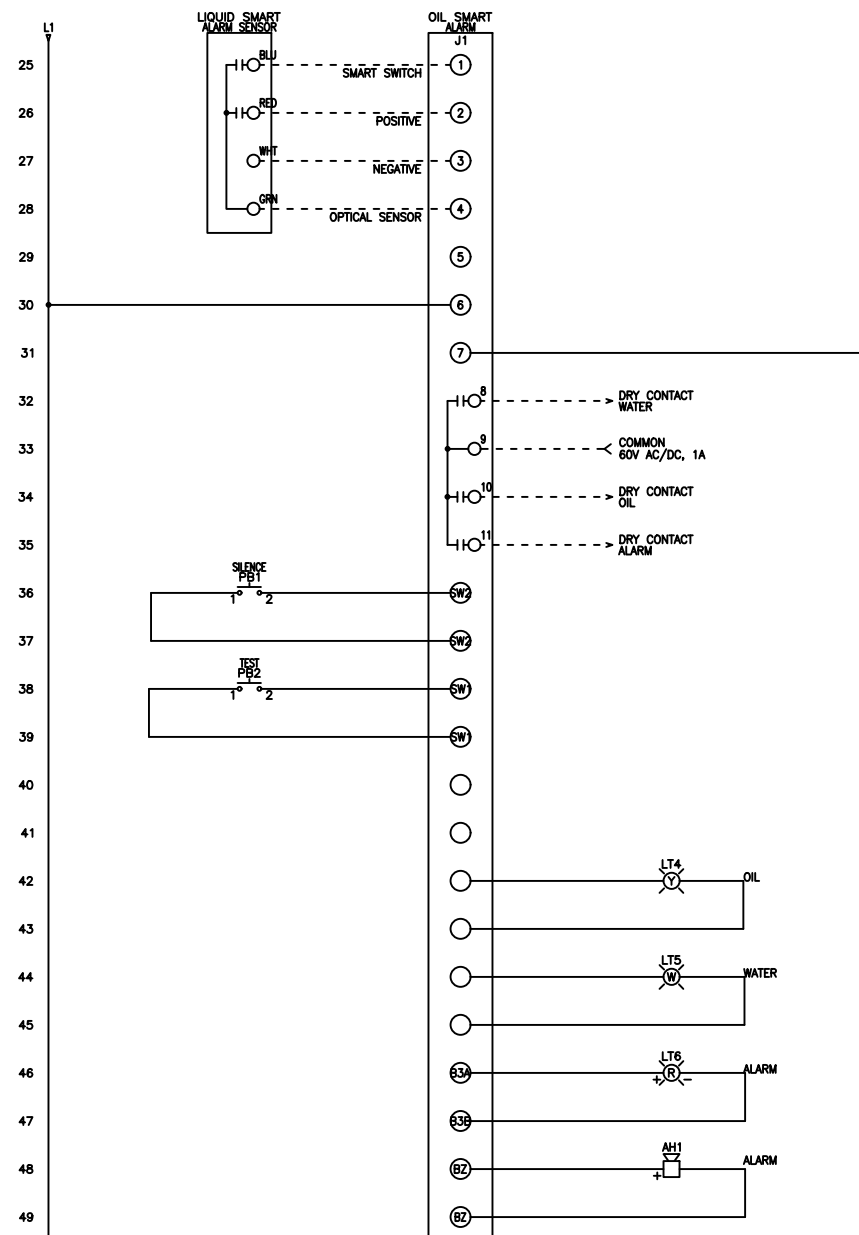 LIQUID SMART
ALARM SENSOR
OIL SMART
ALARM
L1
J1
25
BLU
SMART SWITCH
1
26
RED
POSITIVE
2
27
WHT
NEGATIVE
3
28
GRN
OPTICAL SENSOR
4
29
5
30
6
31
7
32
8
DRY CONTACT
WATER
33
9
COMMON
60V AC/DC, 1A
34
10
DRY CONTACT
OIL
35
11
DRY CONTACT
ALARM
SILENCE
PB1
36
1 2
SW2
37
SW2
TEST
PB2
38
1 2
SW1
39
SW1
40
41
LT4
42
Y
OIL
43
LT5
44
W
WATER
45
LT6
46
B3A
+ R -
ALARM
47
B3B
AH1
48
BZ
+
ALARM
49
BZ